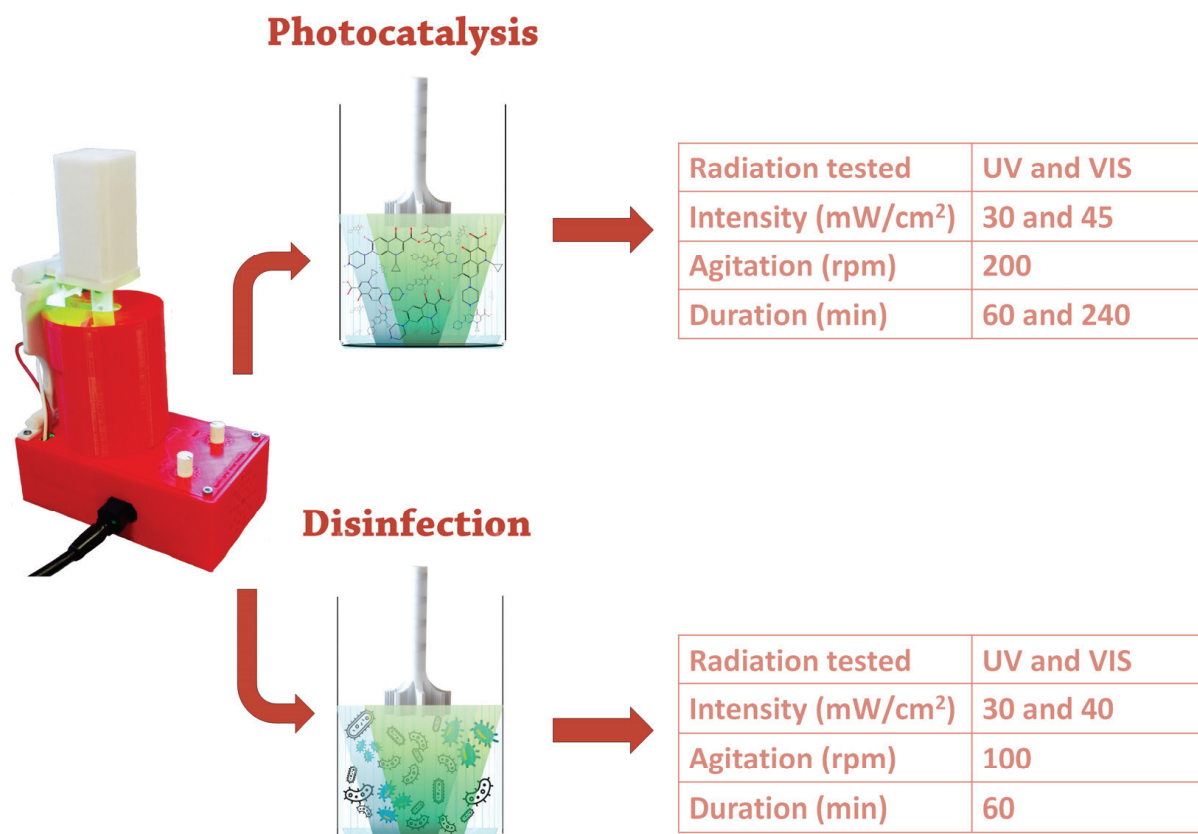 Photocatalysis
Radiation tested UV and VIS
Intensity (mW/cm²) 30 and 45
Agitation (rpm) 200
Duration (min) 60 and 240
Disinfection
Radiation tested UV and VIS
Intensity (mW/cm²) 30 and 40
Agitation (rpm) 100
Duration (min) 60